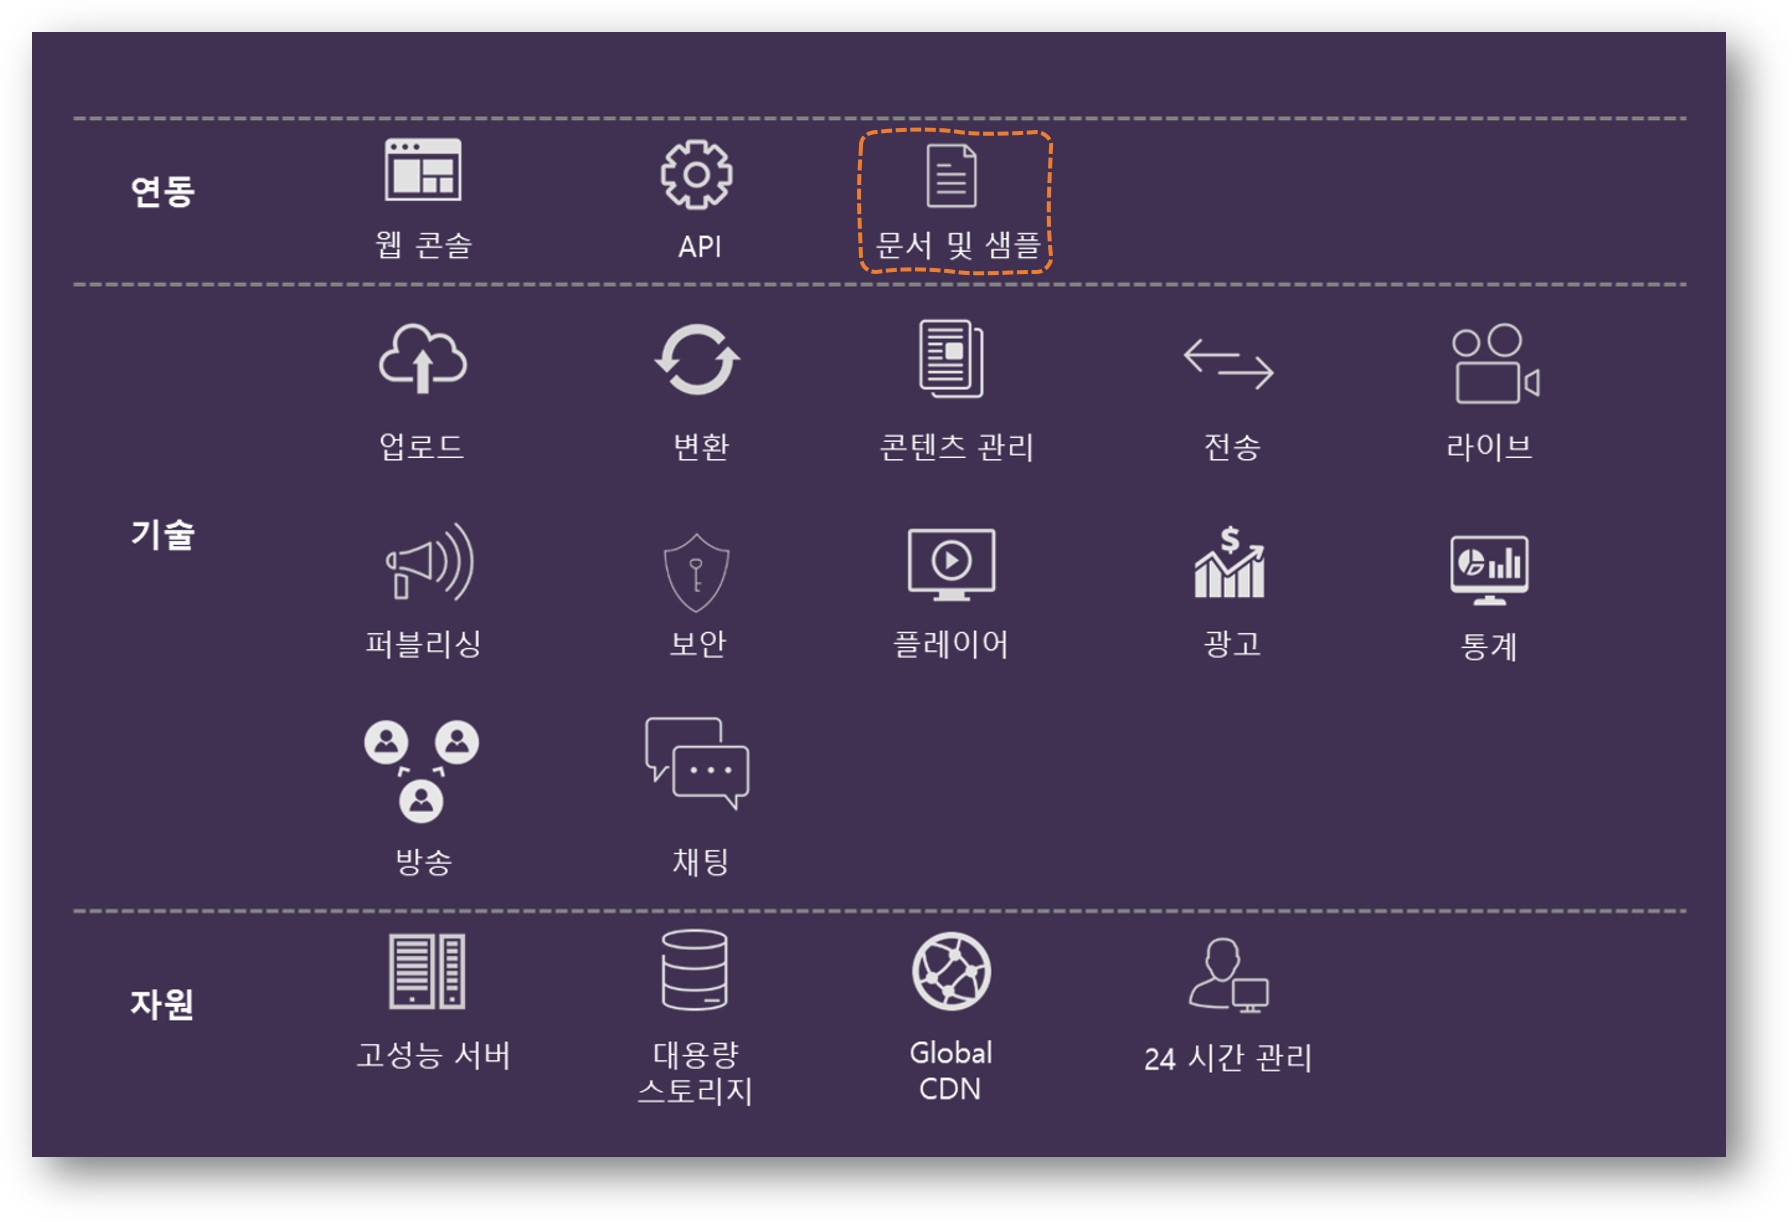 연동
웹 콘솔
API
문서 및 샘플
기술
업로드
변환
콘텐츠 관리
전송
라이브
퍼블리싱
보안
플레이어
광고
통계
방송
채팅
자원
고성능 서버
대용량
스토리지
Global
CDN
24 시간 관리